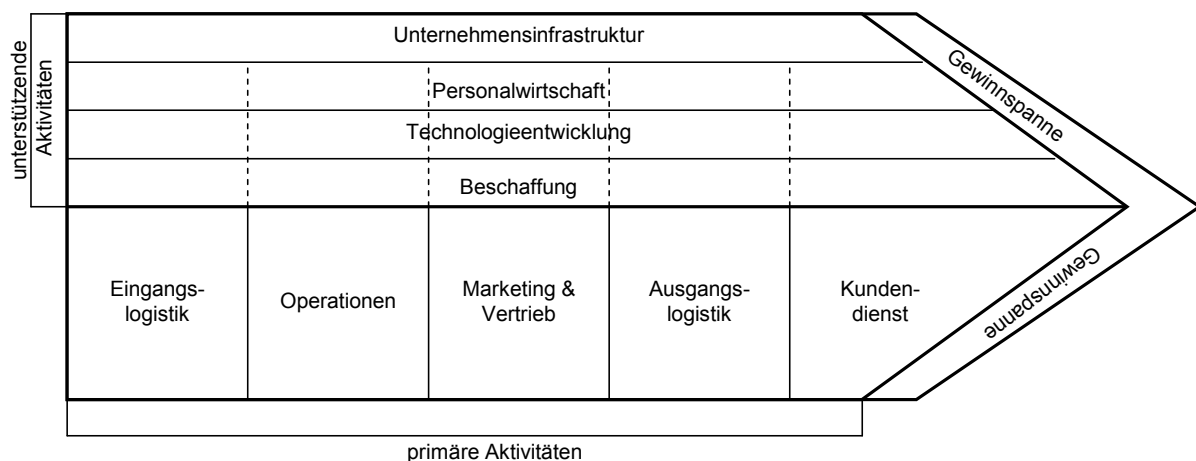 unterstützende
Aktivitäten
Unternehmensinfrastruktur
Personalwirtschaft
Technologieentwicklung
Beschaffung
Gewinnspanne
Eingangs-
logistik
Operationen
Marketing &
Vertrieb
Ausgangs-
logistik
Kunden-
dienst
Gewinnspanne
primäre Aktivitäten